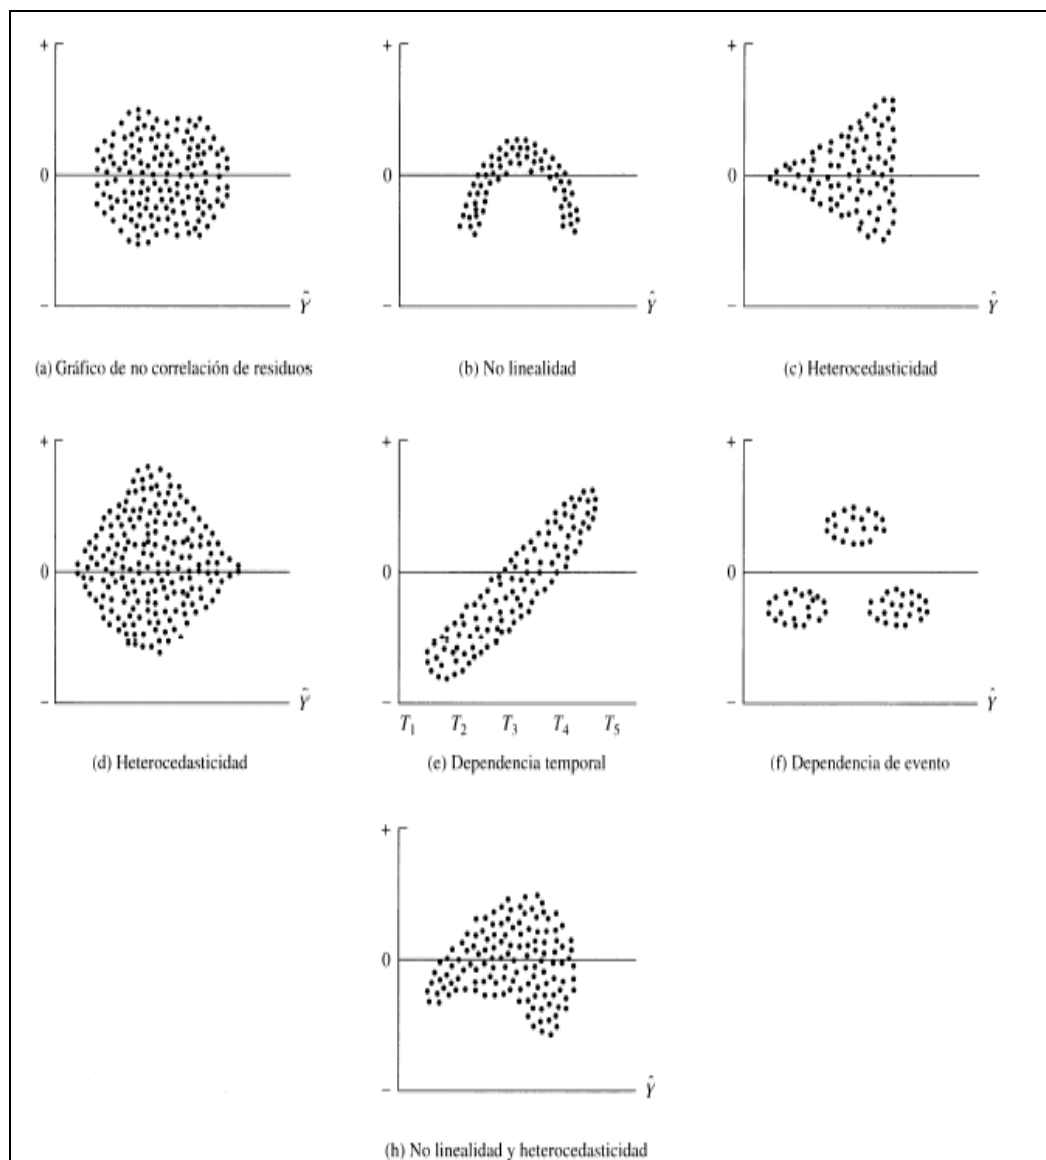 +
0
−
Ŷ
(a) Gráfico de no correlación de residuos
+
0
−
Ŷ
(b) No linealidad
+
0
−
Ŷ
(c) Heterocedasticidad
+
0
−
Ŷ
(d) Heterocedasticidad
+
0
−
T₁ T₂ T₃ T₄ T₅
(e) Dependencia temporal
+
0
−
Ŷ
(f) Dependencia de evento
+
0
−
Ŷ
(h) No linealidad y heterocedasticidad